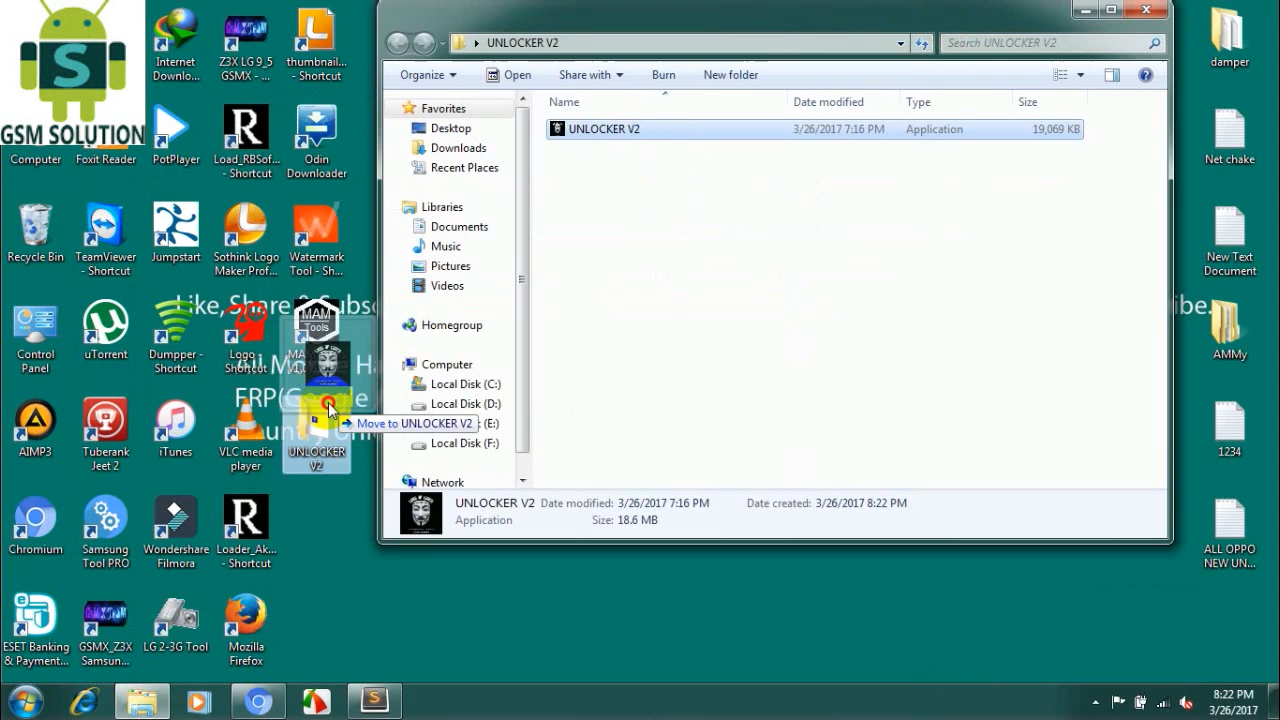 S
GSM SOLUTION
Computer
Foxit Reader
PotPlayer
Internet
Downlo...
Z3X LG 9_5
GSMX - ...
thumbnail...
- Shortcut
Load_RBSof...
- Shortcut
Odin
Downloader
Recycle Bin
TeamViewer
- Shortcut
Jumpstart
Sothink Logo
Maker Prof...
Watermark
Tool - Sh...
Like,Share & Subsc
ibe.
Control
Panel
uTorrent
Dumpper -
Shortcut
Logo
Shortcut
MAM
Tools
FRP(Google
AIMP3
Tuberank
Jeet 2
iTunes
VLC media
player
UNLOCKER
V2
Move to UNLOCKER V2
Chromium
Samsung
Tool PRO
Wondershare
Filmora
Loader_Ak...
- Shortcut
ESET Banking
& Payment...
GSMX_Z3X
Samsun...
LG 2-3G Tool
Mozilla
Firefox
UNLOCKER V2
Search UNLOCKER V2
Organize
Open
Share with
Burn
New folder
Favorites
Desktop
Downloads
Recent Places
Libraries
Documents
Music
Pictures
Videos
Homegroup
Computer
Local Disk (C:)
Local Disk (D:)
k (E:)
Local Disk (F:)
Network
Name
Date modified
Type
Size
UNLOCKER V2
3/26/2017 7:16 PM
Application
19,069 KB
UNLOCKER V2
Date modified: 3/26/2017 7:16 PM
Date created: 3/26/2017 8:22 PM
Application
Size: 18.6 MB
damper
Net chake
New Text
Document
AMMy
1234
ALL OPPO
NEW UN...
8:22 PM
3/26/2017